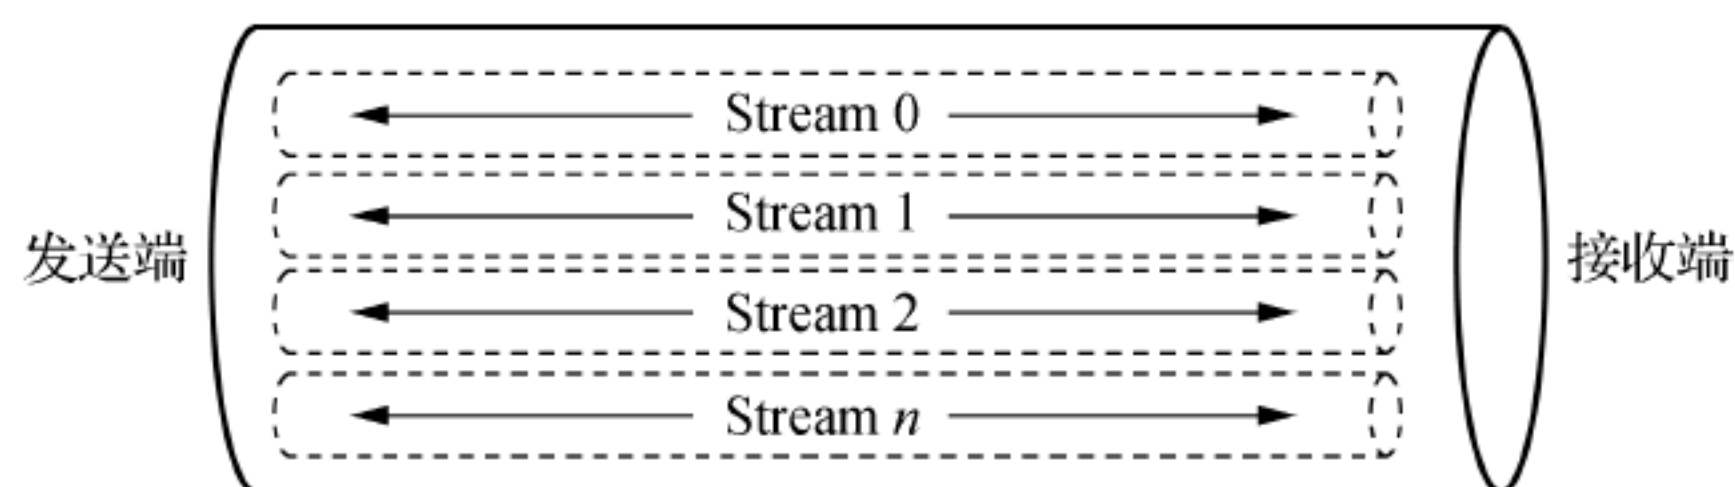 Stream 0
Stream 1
发送端
接收端
Stream 2
Stream n